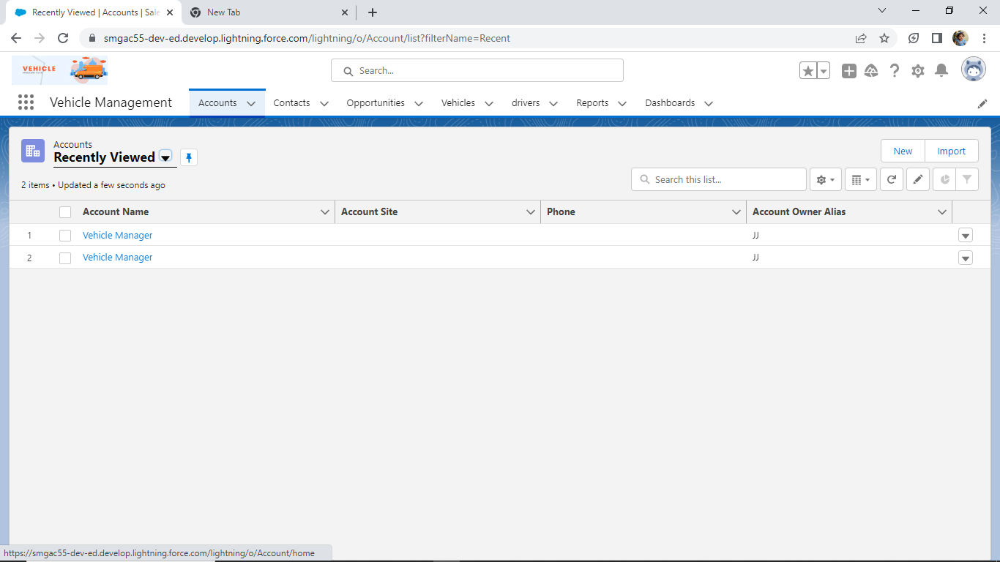 Recently Viewed | Accounts | Sale
New Tab
smgac55-dev-ed.develop.lightning.force.com/lightning/o/Account/list?filterName=Recent
VEHICLE
Search...
Vehicle Management
Accounts
Contacts
Opportunities
Vehicles
drivers
Reports
Dashboards
Accounts
Recently Viewed
New
Import
2 items • Updated a few seconds ago
Search this list...
Account Name
Account Site
Phone
Account Owner Alias
1 Vehicle Manager JJ
2 Vehicle Manager JJ
https://smgac55-dev-ed.develop.lightning.force.com/lightning/o/Account/home